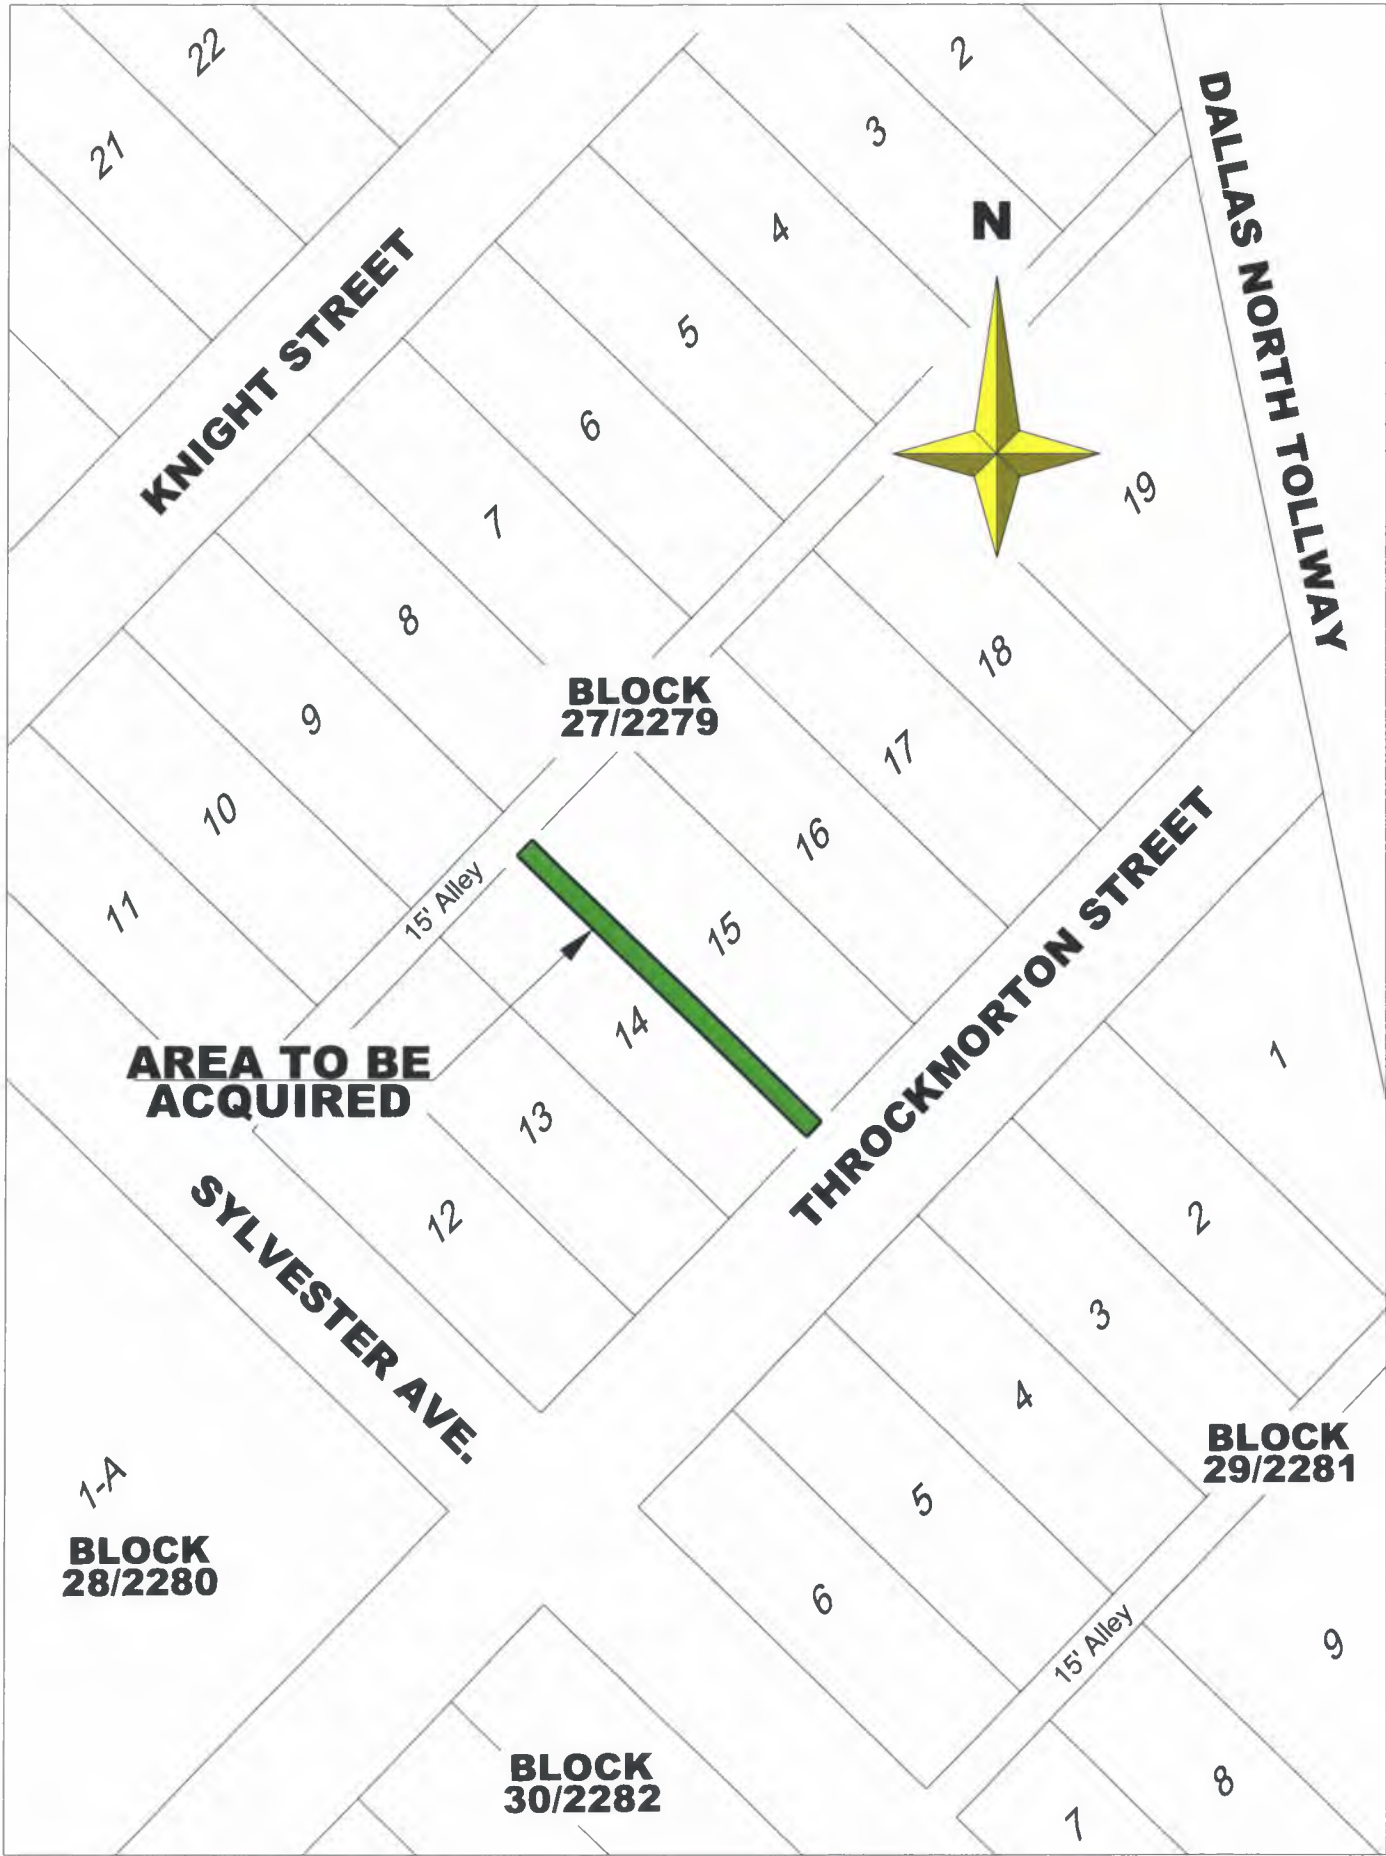 22
2
21
3
DALLAS NORTH TOLLWAY
N
4
KNIGHT STREET
5
6
19
7
8
18
BLOCK
27/2279
9
17
10
16
THROCKMORTON STREET
15' Alley
11
15
14
AREA TO BE
ACQUIRED
1
13
12
2
SYLVESTER AVE.
3
4
BLOCK
29/2281
1-A
5
BLOCK
28/2280
6
15' Alley
9
BLOCK
30/2282
8
7